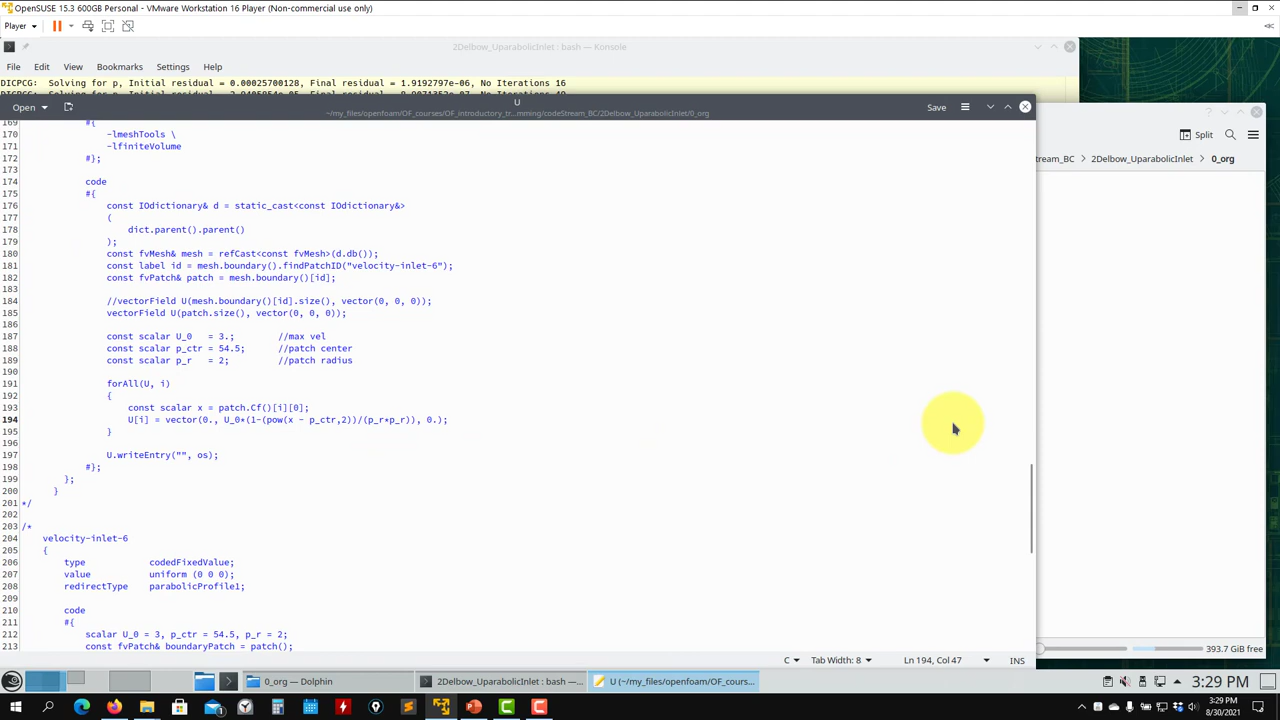 OpenSUSE 15.3 600GB Personal - VMware Workstation 16 Player (Non-commercial use only)
Player
2Delbow_UparabolicInlet : bash — Konsole
File Edit View Bookmarks Settings Help
DICPCG:  Solving for p, Initial residual = 0.00025700128, Final residual = 1.9192797e-06, No Iterations 16
Open
U
~/my_files/openfoam/OF_courses/OF_introductory_tr...mming/codeStream_BC/2Delbow_UparabolicInlet/0_org
Save
Split
stream_BC > 2Delbow_UparabolicInlet > 0_org
169 #{
170 -lmeshTools \
171 -lfiniteVolume
172 #};
173
174 code
175 #{
176 const IOdictionary& d = static_cast<const IOdictionary&>
177 (
178 dict.parent().parent()
179 );
180 const fvMesh& mesh = refCast<const fvMesh>(d.db());
181 const label id = mesh.boundary().findPatchID("velocity-inlet-6");
182 const fvPatch& patch = mesh.boundary()[id];
183
184 //vectorField U(mesh.boundary()[id].size(), vector(0, 0, 0));
185 vectorField U(patch.size(), vector(0, 0, 0));
186
187 const scalar U_0   = 3.;       //max vel
188 const scalar p_ctr = 54.5;     //patch center
189 const scalar p_r   = 2;        //patch radius
190
191 forAll(U, i)
192 {
193 const scalar x = patch.Cf()[i][0];
194 U[i] = vector(0., U_0*(1-(pow(x - p_ctr,2))/(p_r*p_r)), 0.);
195 }
196
197 U.writeEntry("", os);
198 #};
199 };
200 }
201 */
202
203 /*
204 velocity-inlet-6
205 {
206 type            codedFixedValue;
207 value           uniform (0 0 0);
208 redirectType    parabolicProfile1;
209
210 code
211 #{
212 scalar U_0 = 3, p_ctr = 54.5, p_r = 2;
213 const fvPatch& boundaryPatch = patch();
C Tab Width: 8 Ln 194, Col 47 INS
393.7 GiB free
0_org — Dolphin
2Delbow_UparabolicInlet : bash —...
U (~/my_files/openfoam/OF_cours...
3:29 PM
3:29 PM
8/30/2021